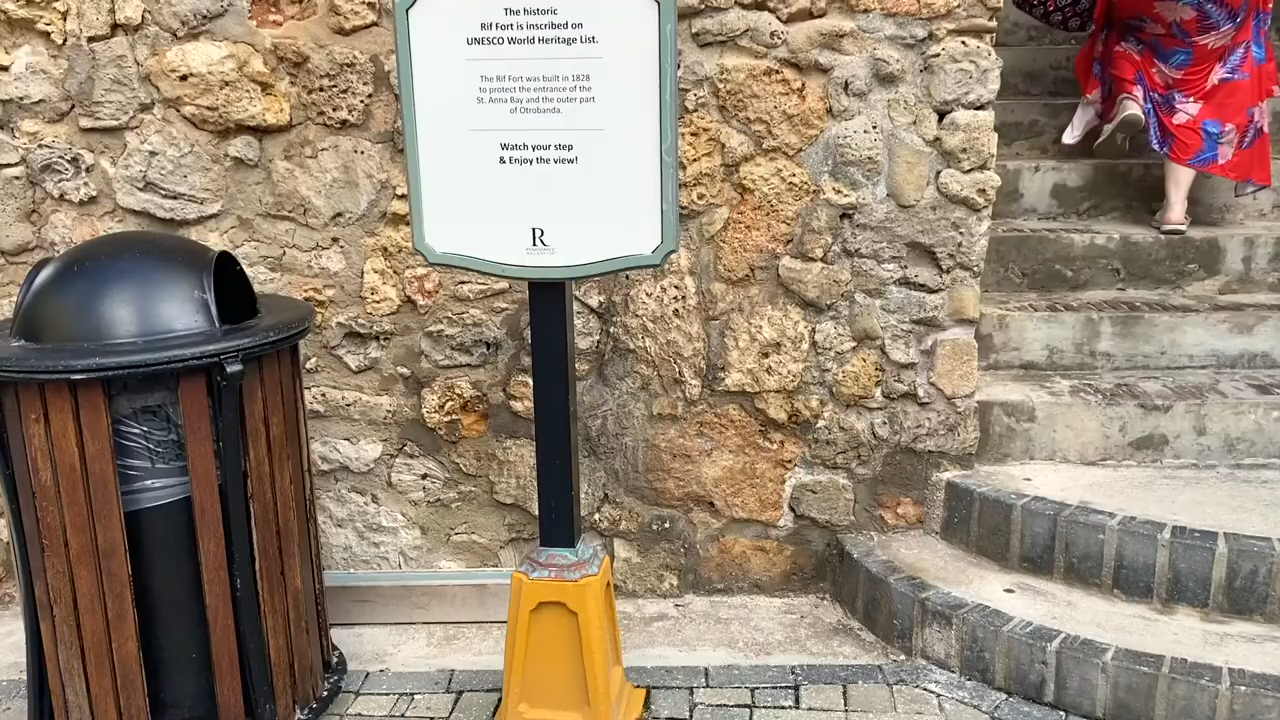 The historic
Rif Fort is inscribed on
UNESCO World Heritage List.
The Rif Fort was built in 1828
to protect the entrance of the
St. Anna Bay and the outer part
of Otrobanda.
Watch your step
& Enjoy the view!
R
RENAISSANCE